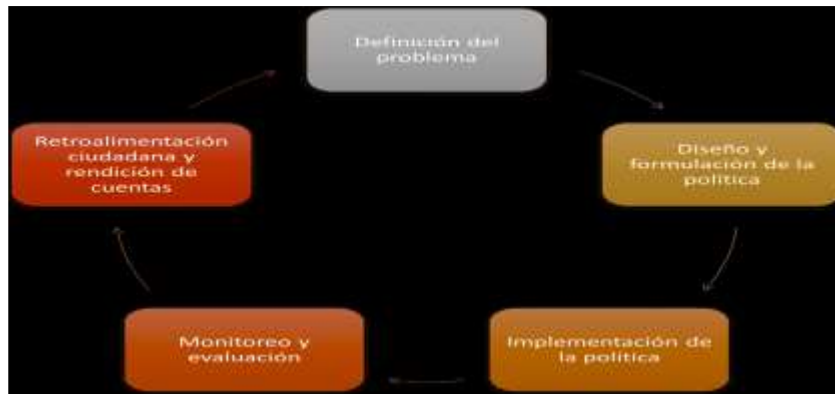 Definición del
problema
Diseño y
formulación de la
política
Implementación de
la política
Monitoreo y
evaluación
Retroalimentación
ciudadana y
rendición de
cuentas